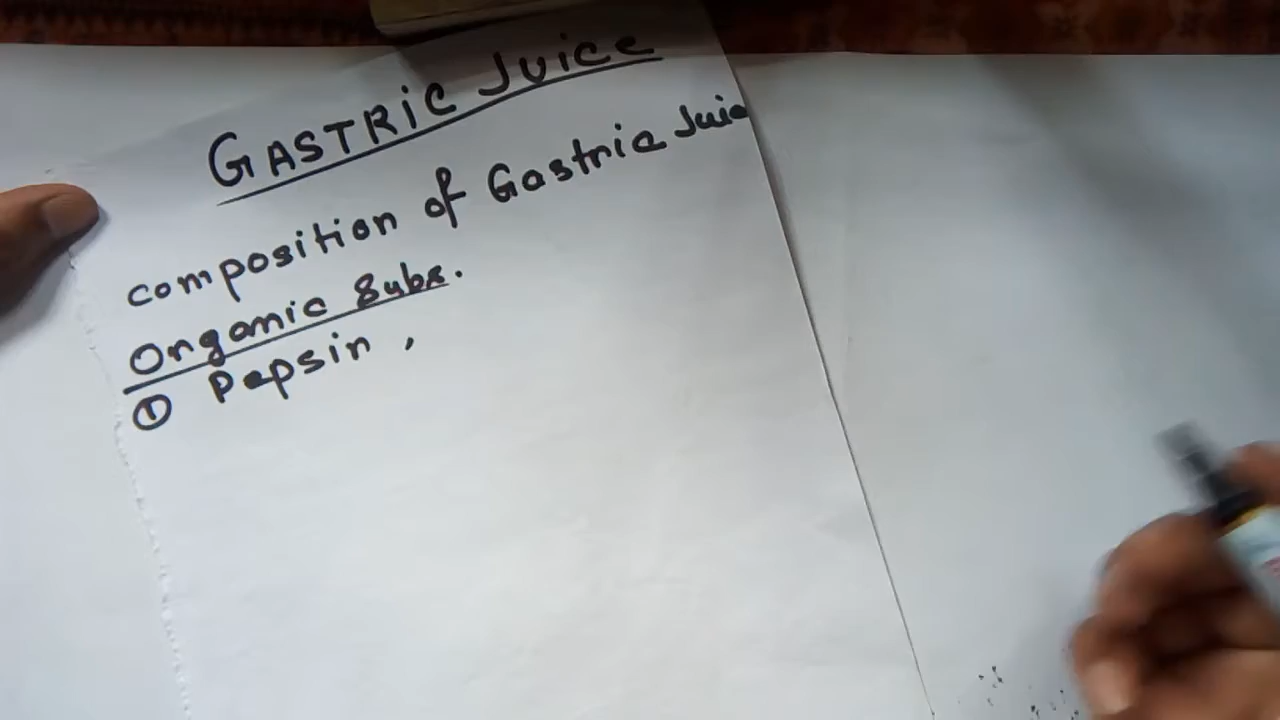 GASTRIC JUICE
composition of Gastric Juic
Organic Subs.
① Pepsin ,